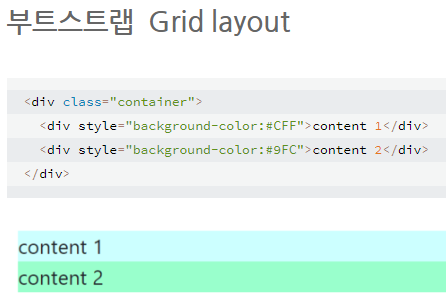 부트스트랩 Grid layout
<div class="container">
<div style="background-color:#CFF">content 1</div>
<div style="background-color:#9FC">content 2</div>
</div>
content 1
content 2